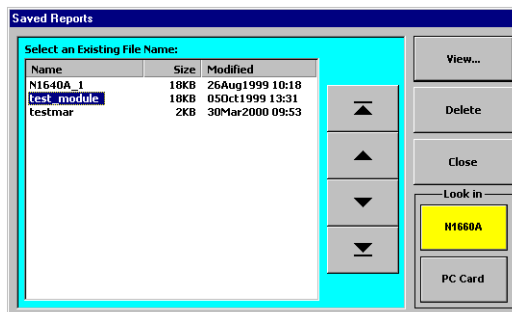 Saved Reports
Select an Existing File Name:
Name Size Modified
N1640A_1 18KB 26Aug1999 10:18
test_module 18KB 05Oct1999 13:31
testmar 2KB 30Mar2000 09:53
View...
Delete
Close
Look in
N1660A
PC Card